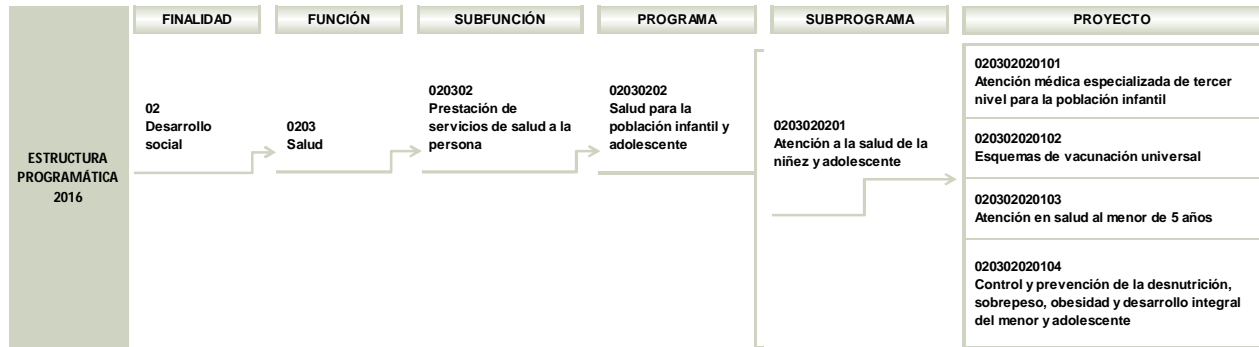 FINALIDAD
FUNCIÓN
SUBFUNCIÓN
PROGRAMA
SUBPROGRAMA
PROYECTO
ESTRUCTURA
PROGRAMÁTICA
2016
02
Desarrollo
social
0203
Salud
020302
Prestación de
servicios de salud a la
persona
02030202
Salud para la
población infantil y
adolescente
0203020201
Atención a la salud de la
niñez y adolescente
020302020101
Atención médica especializada de tercer
nivel para la población infantil
020302020102
Esquemas de vacunación universal
020302020103
Atención en salud al menor de 5 años
020302020104
Control y prevención de la desnutrición,
sobrepeso, obesidad y desarrollo integral
del menor y adolescente